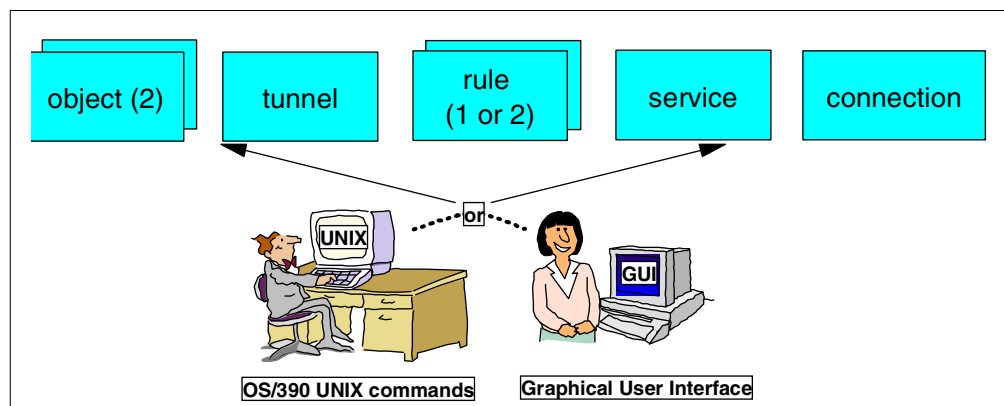 object (2)
tunnel
rule
(1 or 2)
service
connection
or
UNIX
GUI
OS/390 UNIX commands
Graphical User Interface